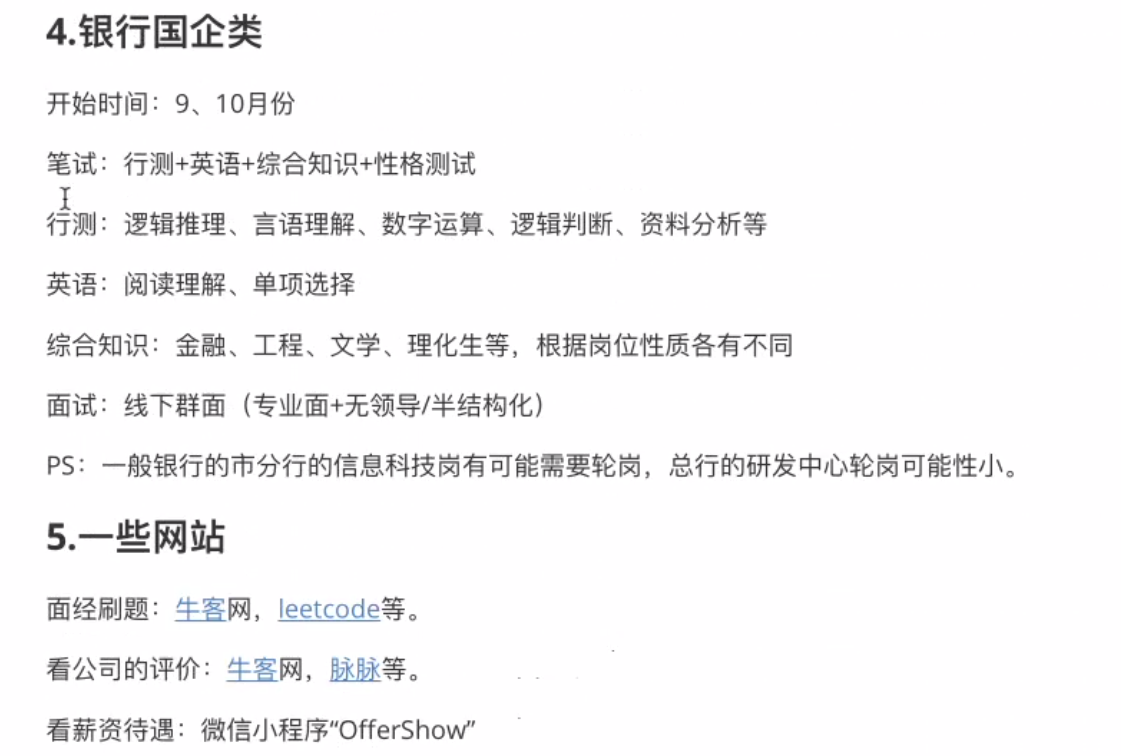 4.银行国企类
开始时间：9、10月份
笔试：行测+英语+综合知识+性格测试
行测：逻辑推理、言语理解、数字运算、逻辑判断、资料分析等
英语：阅读理解、单项选择
综合知识：金融、工程、文学、理化生等，根据岗位性质各有不同
面试：线下群面（专业面+无领导/半结构化）
PS：一般银行的市分行的信息科技岗有可能需要轮岗，总行的研发中心轮岗可能性小。
5.一些网站
面经刷题：牛客网，leetcode等。
看公司的评价：牛客网，脉脉等。
看薪资待遇：微信小程序“OfferShow”